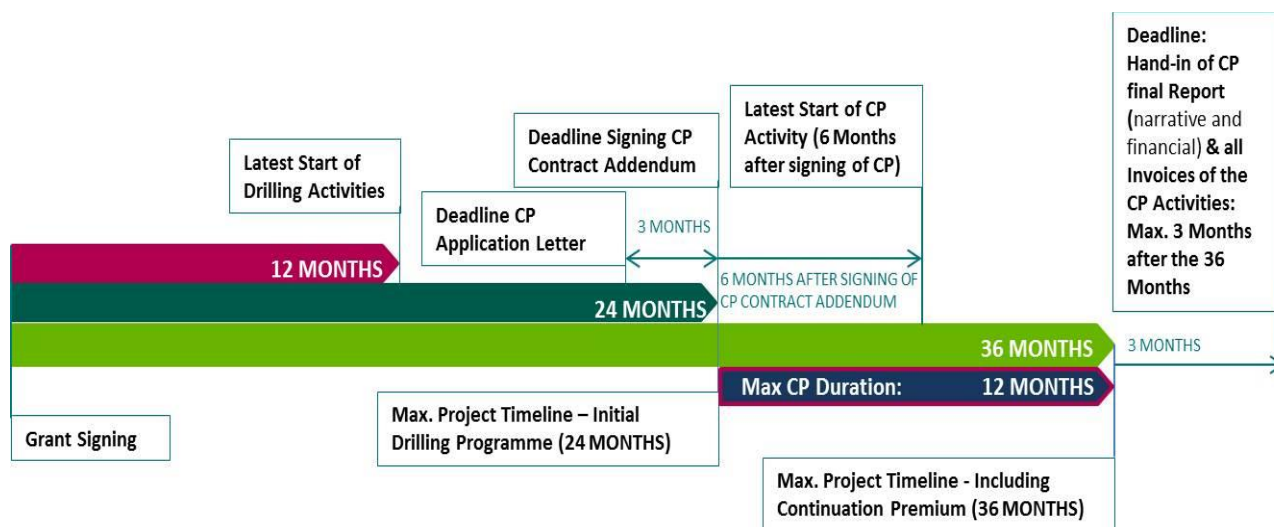 Deadline:
Hand-in of CP
final Report
(narrative and
financial) & all
Invoices of the
CP Activities:
Max. 3 Months
after the 36
Months
Latest Start of CP
Activity (6 Months
after signing of CP)
Deadline Signing CP
Contract Addendum
Latest Start of
Drilling Activities
Deadline CP
Application Letter
3 MONTHS
12 MONTHS
6 MONTHS AFTER SIGNING OF
CP CONTRACT ADDENDUM
24 MONTHS
36 MONTHS
3 MONTHS
Max CP Duration: 12 MONTHS
Max. Project Timeline – Initial
Drilling Programme (24 MONTHS)
Grant Signing
Max. Project Timeline - Including
Continuation Premium (36 MONTHS)